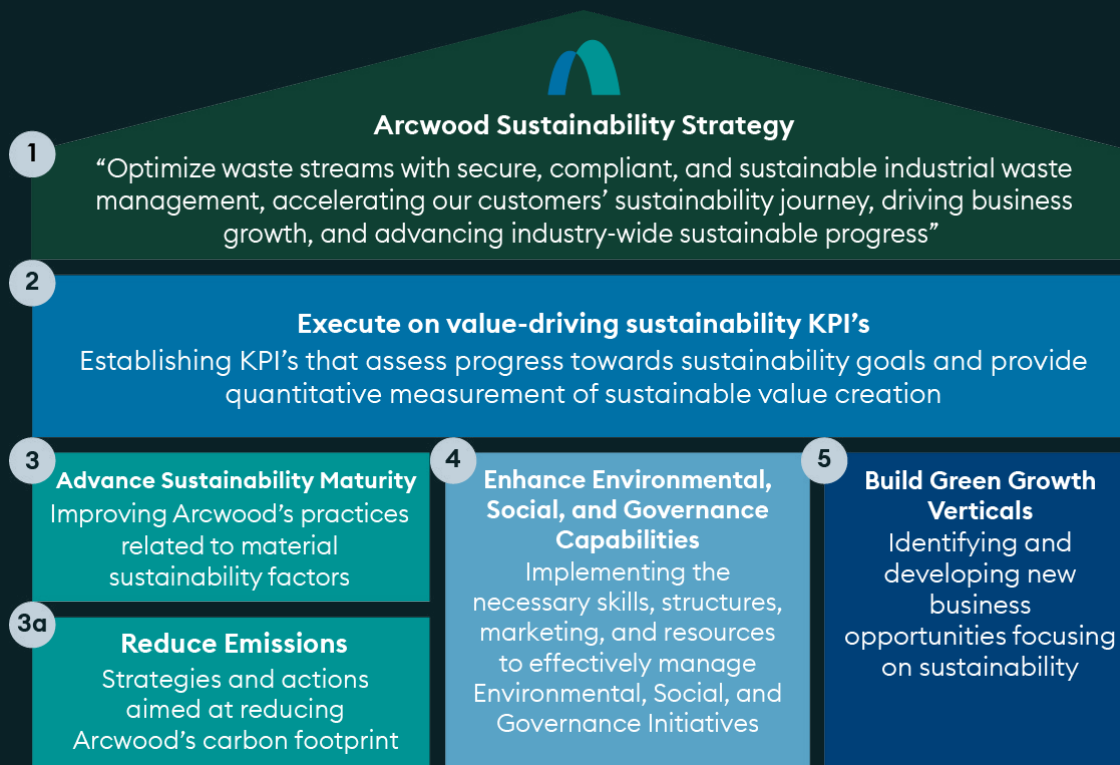 Arcwood Sustainability Strategy
1
“Optimize waste streams with secure, compliant, and sustainable industrial waste
management, accelerating our customers’ sustainability journey, driving business
growth, and advancing industry-wide sustainable progress”
2
Execute on value-driving sustainability KPI’s
Establishing KPI’s that assess progress towards sustainability goals and provide
quantitative measurement of sustainable value creation
3
Advance Sustainability Maturity
Improving Arcwood’s practices
related to material
sustainability factors
3a
Reduce Emissions
Strategies and actions
aimed at reducing
Arcwood’s carbon footprint
4
Enhance Environmental,
Social, and Governance
Capabilities
Implementing the
necessary skills, structures,
marketing, and resources
to effectively manage
Environmental, Social, and
Governance Initiatives
5
Build Green Growth
Verticals
Identifying and
developing new
business
opportunities focusing
on sustainability